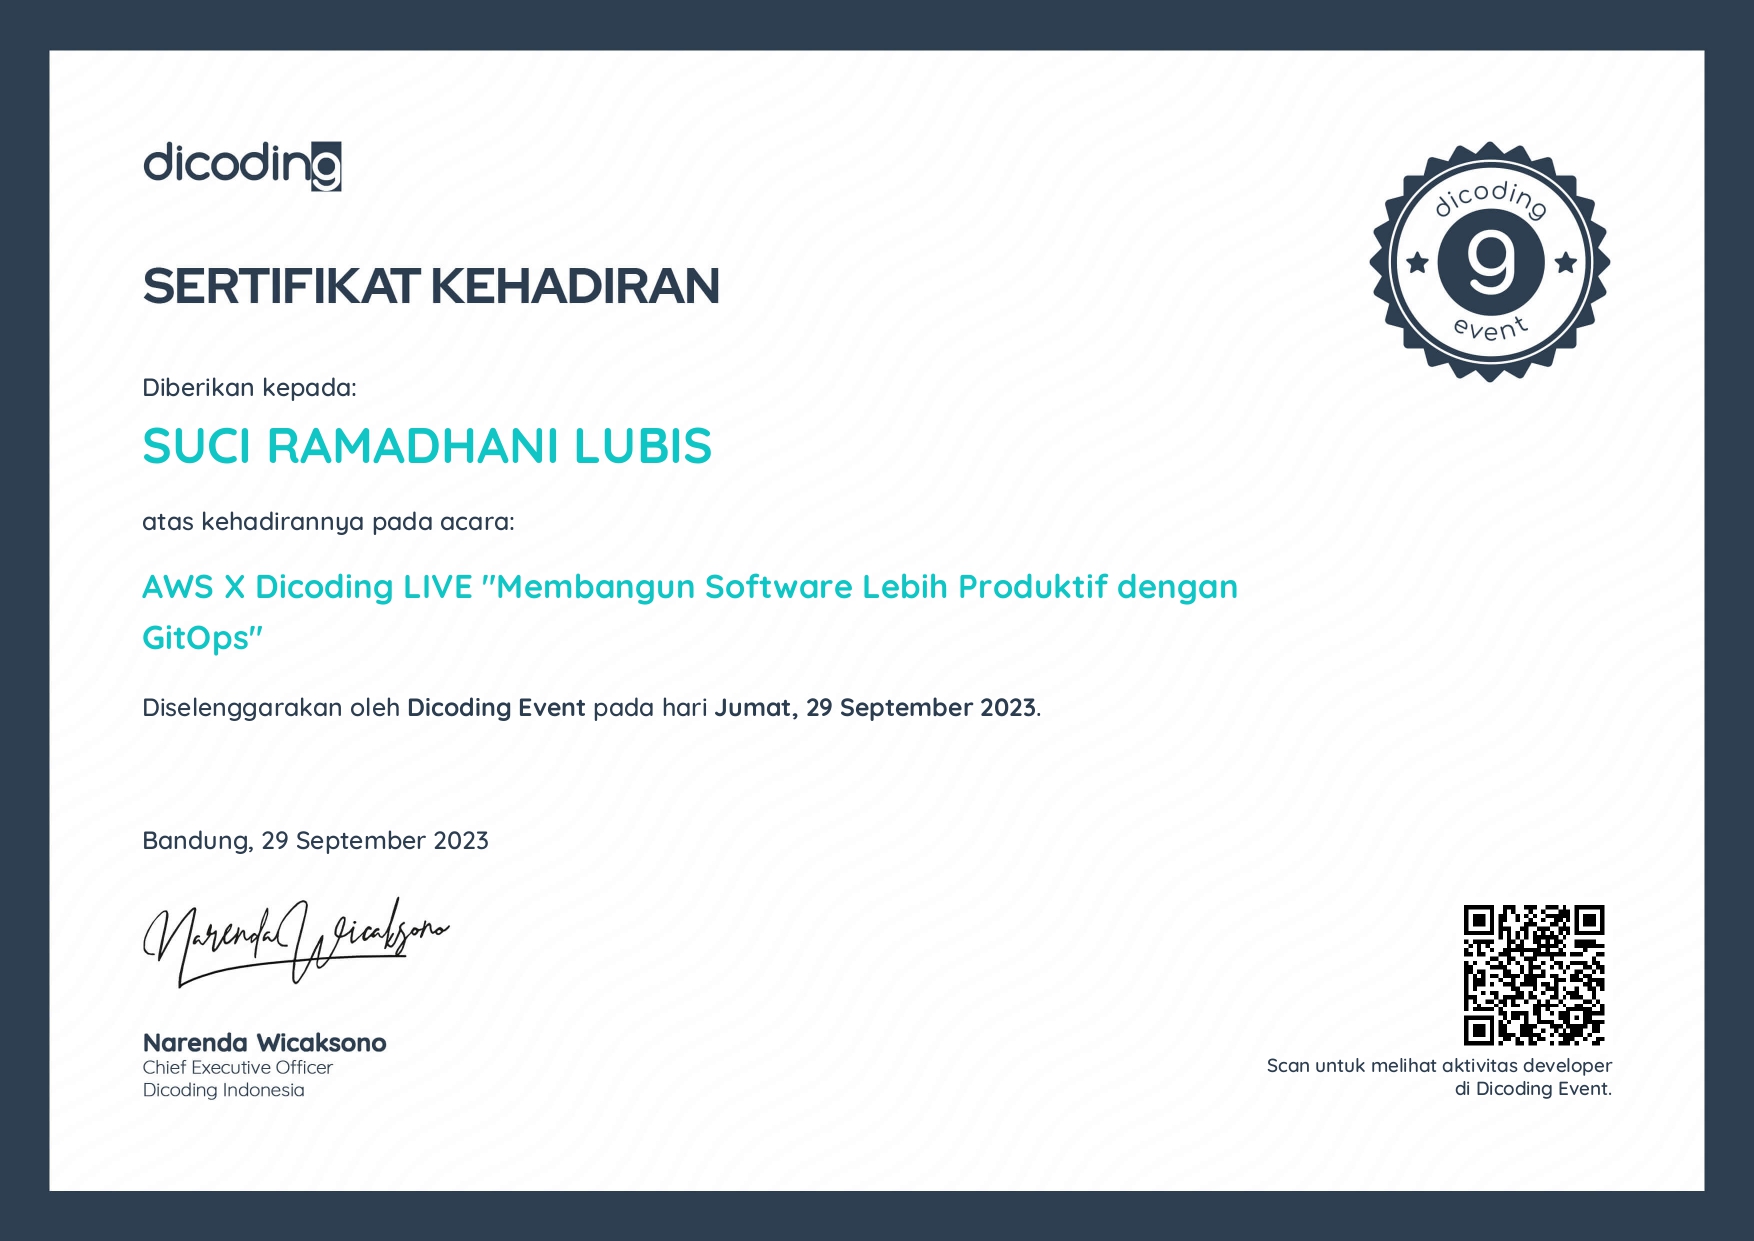 dicoding
dicoding
g
event
SERTIFIKAT KEHADIRAN
Diberikan kepada:
SUCI RAMADHANI LUBIS
atas kehadirannya pada acara:
AWS X Dicoding LIVE "Membangun Software Lebih Produktif dengan
GitOps"
Diselenggarakan oleh Dicoding Event pada hari Jumat, 29 September 2023.
Bandung, 29 September 2023
Narenda Wicaksono
Narenda Wicaksono
Chief Executive Officer
Dicoding Indonesia
Scan untuk melihat aktivitas developer
di Dicoding Event.